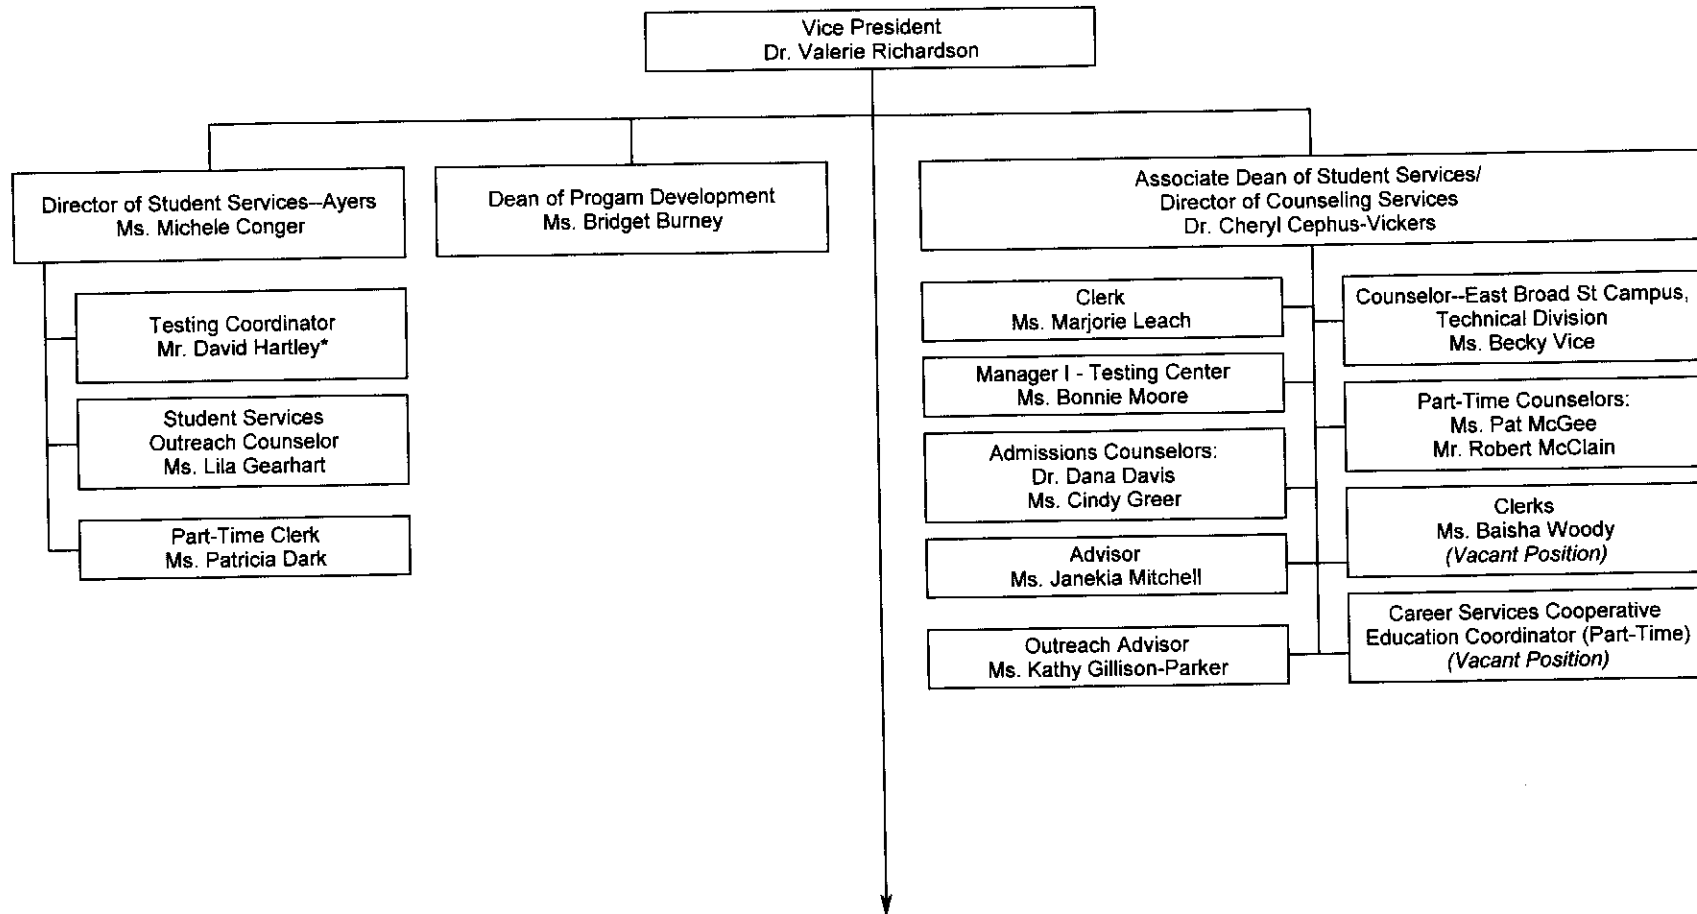 Vice President
Dr. Valerie Richardson
Director of Student Services--Ayers
Ms. Michele Conger
Dean of Progam Development
Ms. Bridget Burney
Associate Dean of Student Services/
Director of Counseling Services
Dr. Cheryl Cephus-Vickers
Testing Coordinator
Mr. David Hartley*
Student Services
Outreach Counselor
Ms. Lila Gearhart
Part-Time Clerk
Ms. Patricia Dark
Clerk
Ms. Marjorie Leach
Manager I - Testing Center
Ms. Bonnie Moore
Admissions Counselors:
Dr. Dana Davis
Ms. Cindy Greer
Advisor
Ms. Janekia Mitchell
Outreach Advisor
Ms. Kathy Gillison-Parker
Counselor--East Broad St Campus,
Technical Division
Ms. Becky Vice
Part-Time Counselors:
Ms. Pat McGee
Mr. Robert McClain
Clerks
Ms. Baisha Woody
(Vacant Position)
Career Services Cooperative
Education Coordinator (Part-Time)
(Vacant Position)